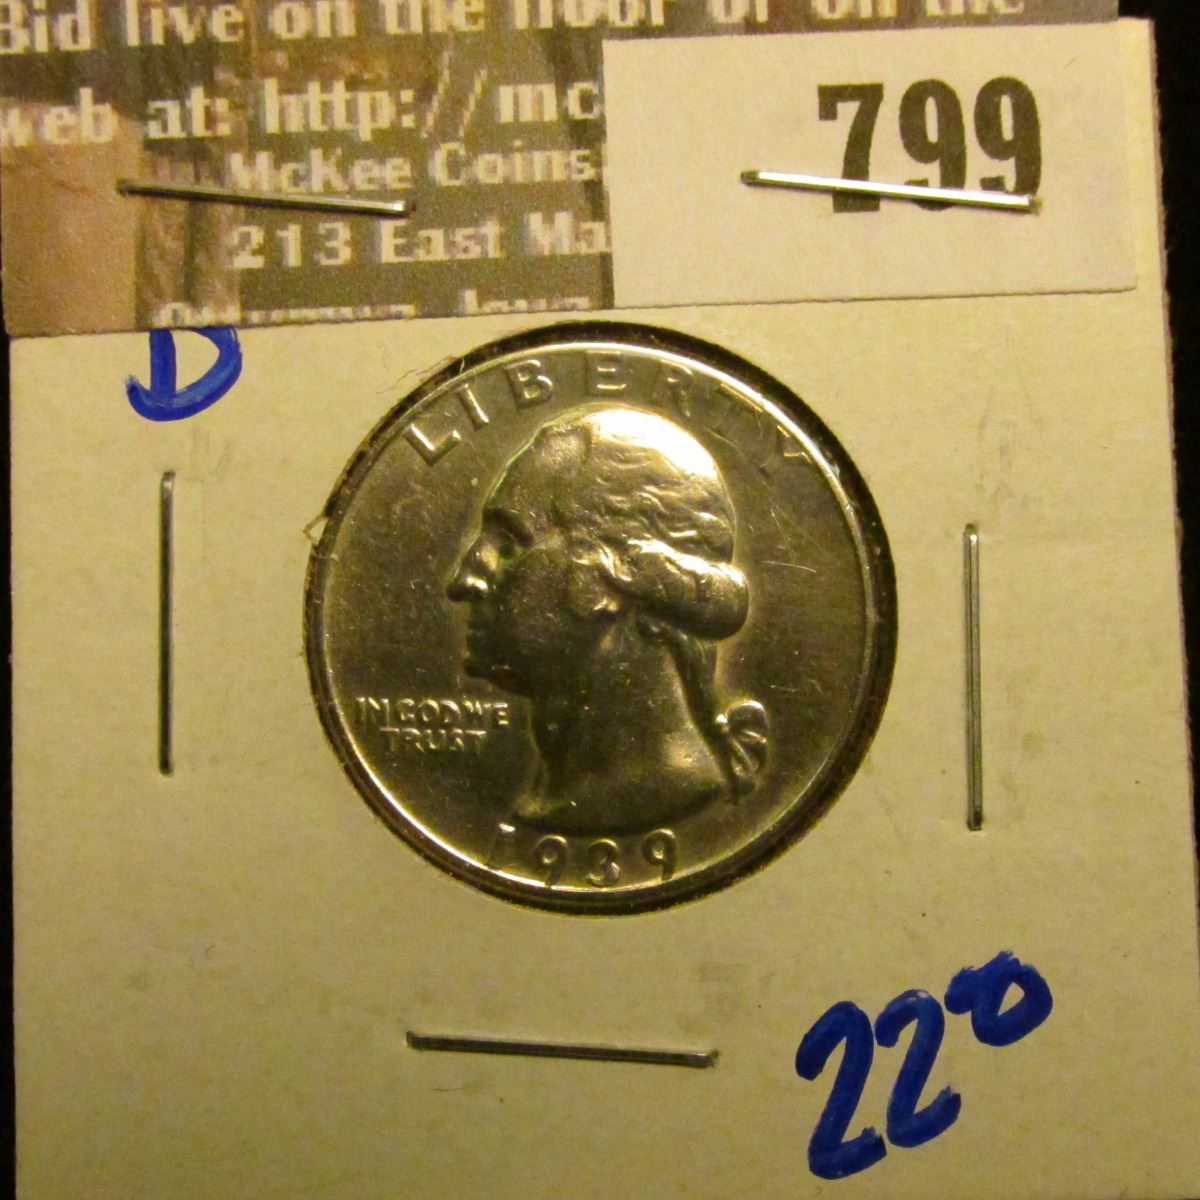 Bid live on the floor or on the
web at: http://mc
McKee Coins
213 East Ma
799
D
LIBERTY
IN GOD WE
TRUST
1939
22⁰